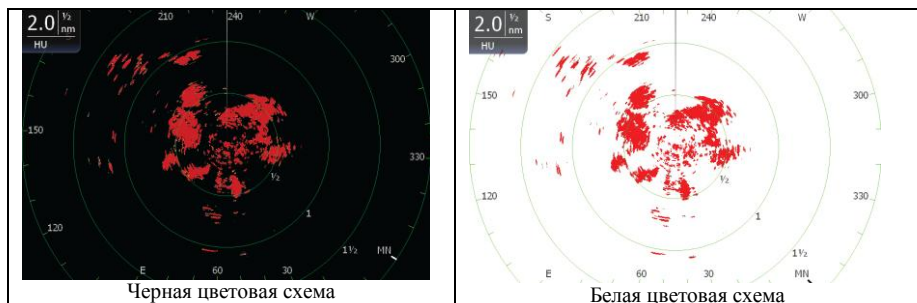 2.0 ½ nm
HU
210
240
W
300
150
330
½
120
1
1½
MN
E
60
30
Черная цветовая схема
2.0 ½ nm
HU
S
210
240
W
150
300
½
120
330
1
1½
E
60
30
MN
Белая цветовая схема